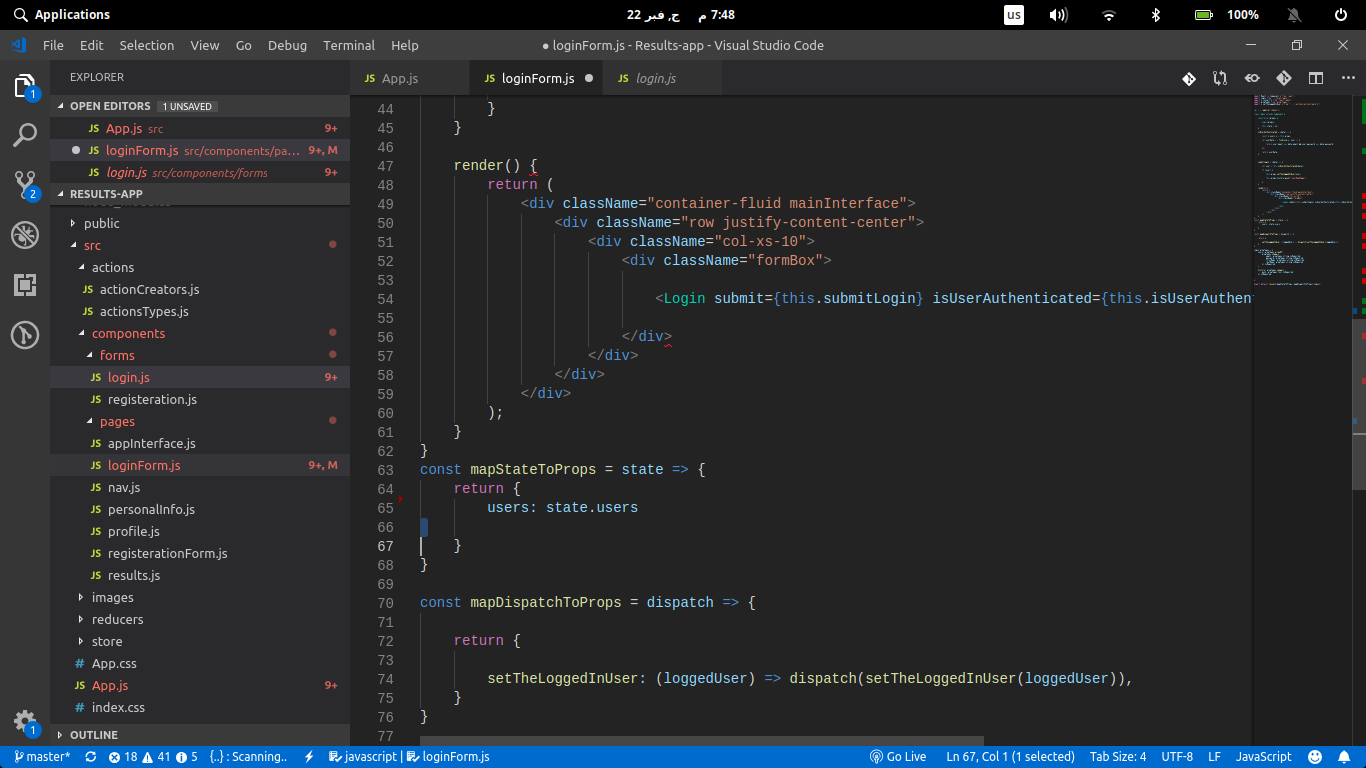 Applications
22 ج, فبر 7:48 م
us
100%
File Edit Selection View Go Debug Terminal Help
● loginForm.js - Results-app - Visual Studio Code
EXPLORER
OPEN EDITORS 1 UNSAVED
JS App.js src 9+
JS loginForm.js src/components/pa... 9+, M
JS login.js src/components/forms 9+
RESULTS-APP
public
src
actions
JS actionCreators.js
JS actionsTypes.js
components
forms
JS login.js 9+
JS registeration.js
pages
JS appInterface.js
JS loginForm.js 9+, M
JS nav.js
JS personalInfo.js
JS profile.js
JS registerationForm.js
JS results.js
images
reducers
store
# App.css
JS App.js 9+
# index.css
OUTLINE
1
2
1
JS App.js
JS loginForm.js
JS login.js
44 }
45 }
46
47 render() {
48 return (
49 <div className="container-fluid mainInterface">
50 <div className="row justify-content-center">
51 <div className="col-xs-10">
52 <div className="formBox">
53
54 <Login submit={this.submitLogin} isUserAuthenticated={this.isUserAuthen
55
56 </div>
57 </div>
58 </div>
59 </div>
60 );
61 }
62 }
63 const mapStateToProps = state => {
64 return {
65 users: state.users
66
67 }
68 }
69
70 const mapDispatchToProps = dispatch => {
71
72 return {
73
74 setTheLoggedInUser: (loggedUser) => dispatch(setTheLoggedInUser(loggedUser)),
75 }
76 }
77
master* 18 41 5 {..} : Scanning.. javascript | loginForm.js
Go Live Ln 67, Col 1 (1 selected) Tab Size: 4 UTF-8 LF JavaScript